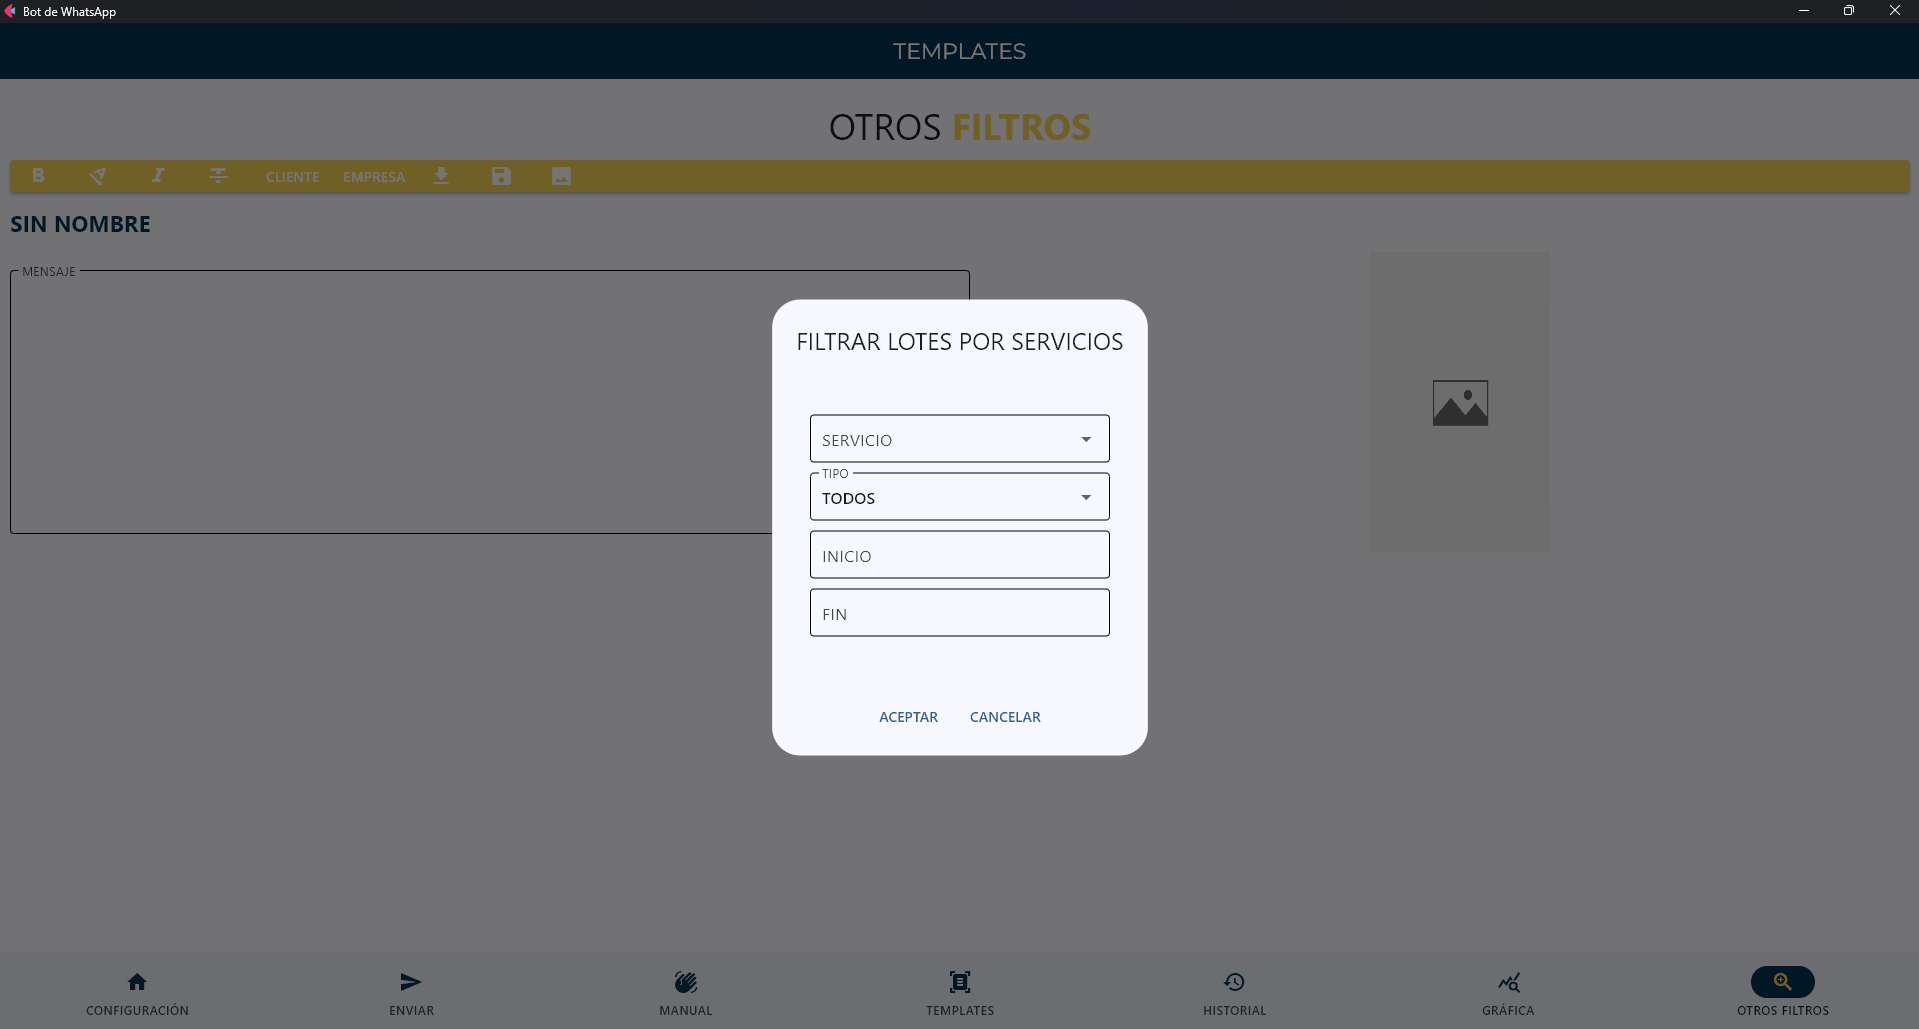 Bot de WhatsApp
TEMPLATES
OTROS FILTROS
B I CLIENTE EMPRESA
SIN NOMBRE
MENSAJE
FILTRAR LOTES POR SERVICIOS
SERVICIO
TIPO
TODOS
INICIO
FIN
ACEPTAR CANCELAR
CONFIGURACIÓN ENVIAR MANUAL TEMPLATES HISTORIAL GRÁFICA OTROS FILTROS